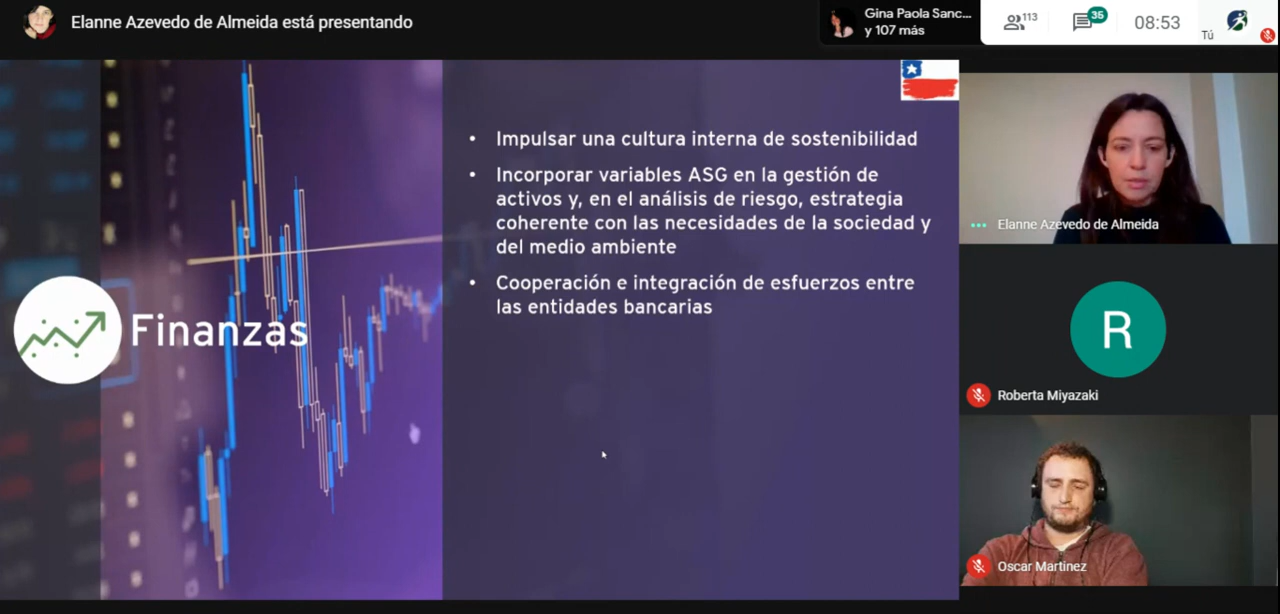 Elanne Azevedo de Almeida está presentando
Gina Paola Sanc...
y 107 más
113
35
08:53
Tú
Impulsar una cultura interna de sostenibilidad
Incorporar variables ASG en la gestión de
activos y, en el análisis de riesgo, estrategia
coherente con las necesidades de la sociedad y
del medio ambiente
Cooperación e integración de esfuerzos entre
las entidades bancarias
Finanzas
Elanne Azevedo de Almeida
R
Roberta Miyazaki
Oscar Martinez